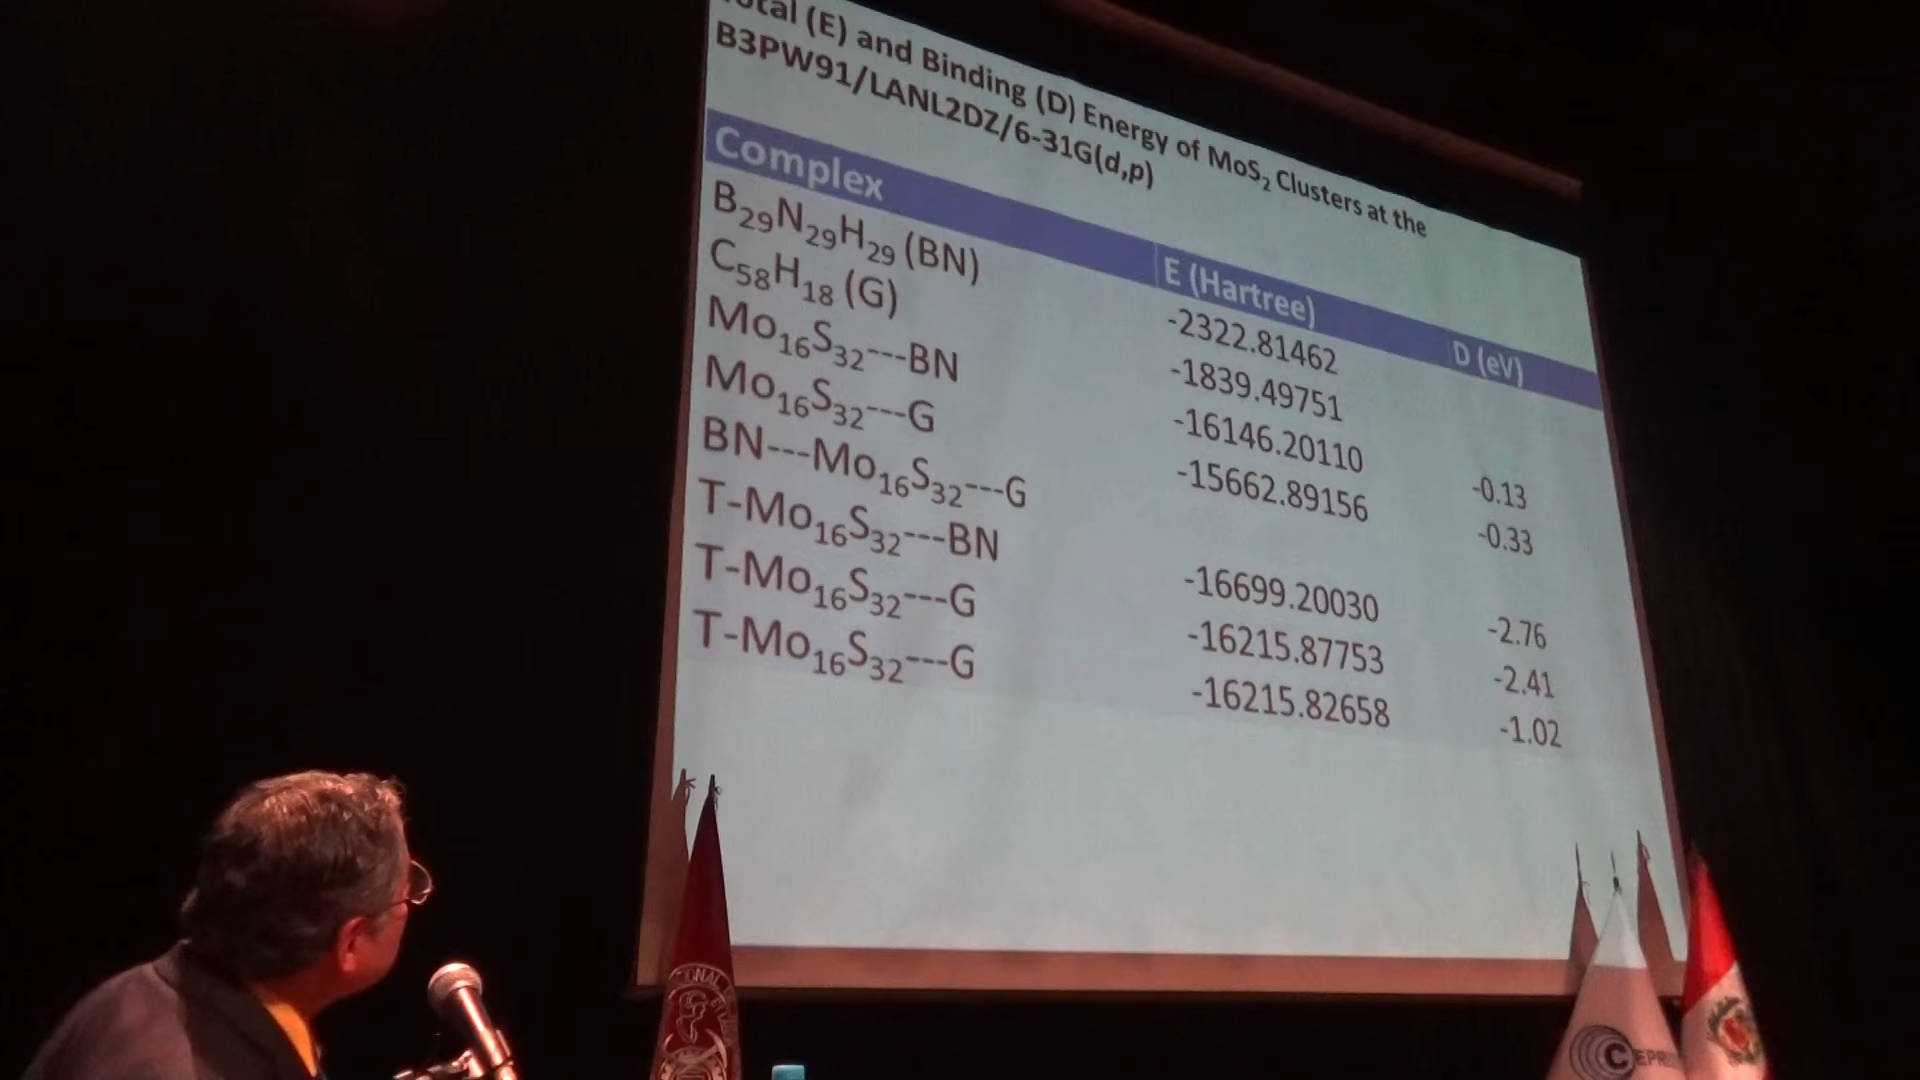 otal (E) and Binding (D) Energy of MoS₂ Clusters at the
B3PW91/LANL2DZ/6-31G(d,p)
Complex E (Hartree) D (eV)
B₂₉N₂₉H₂₉ (BN) -2322.81462
C₅₈H₁₈ (G) -1839.49751
Mo₁₆S₃₂---BN -16146.20110 -0.13
Mo₁₆S₃₂---G -15662.89156 -0.33
BN---Mo₁₆S₃₂---G
T-Mo₁₆S₃₂---BN -16699.20030 -2.76
T-Mo₁₆S₃₂---G -16215.87753 -2.41
T-Mo₁₆S₃₂---G -16215.82658 -1.02